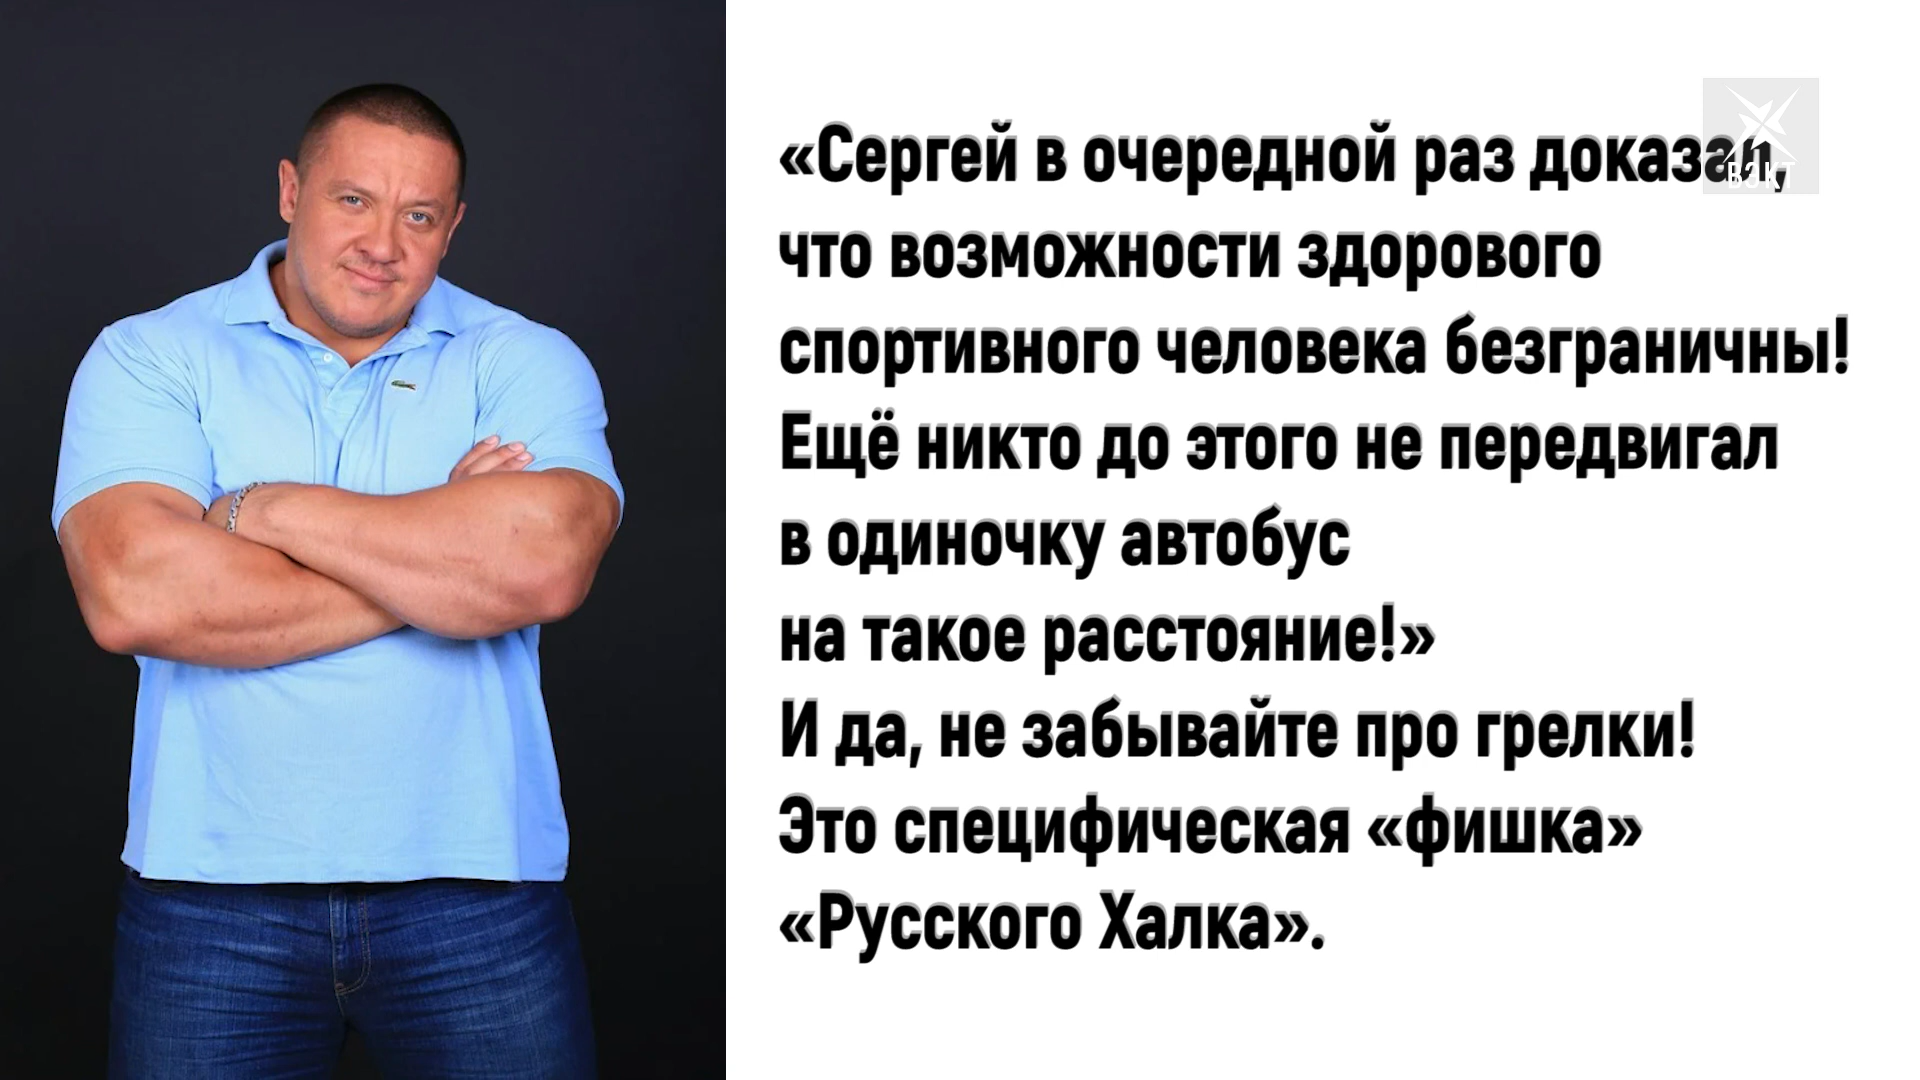 «Сергей в очередной раз доказал,
что возможности здорового
спортивного человека безграничны!
Ещё никто до этого не передвигал
в одиночку автобус
на такое расстояние!»
И да, не забывайте про грелки!
Это специфическая «фишка»
«Русского Халка».
ВЭКТ